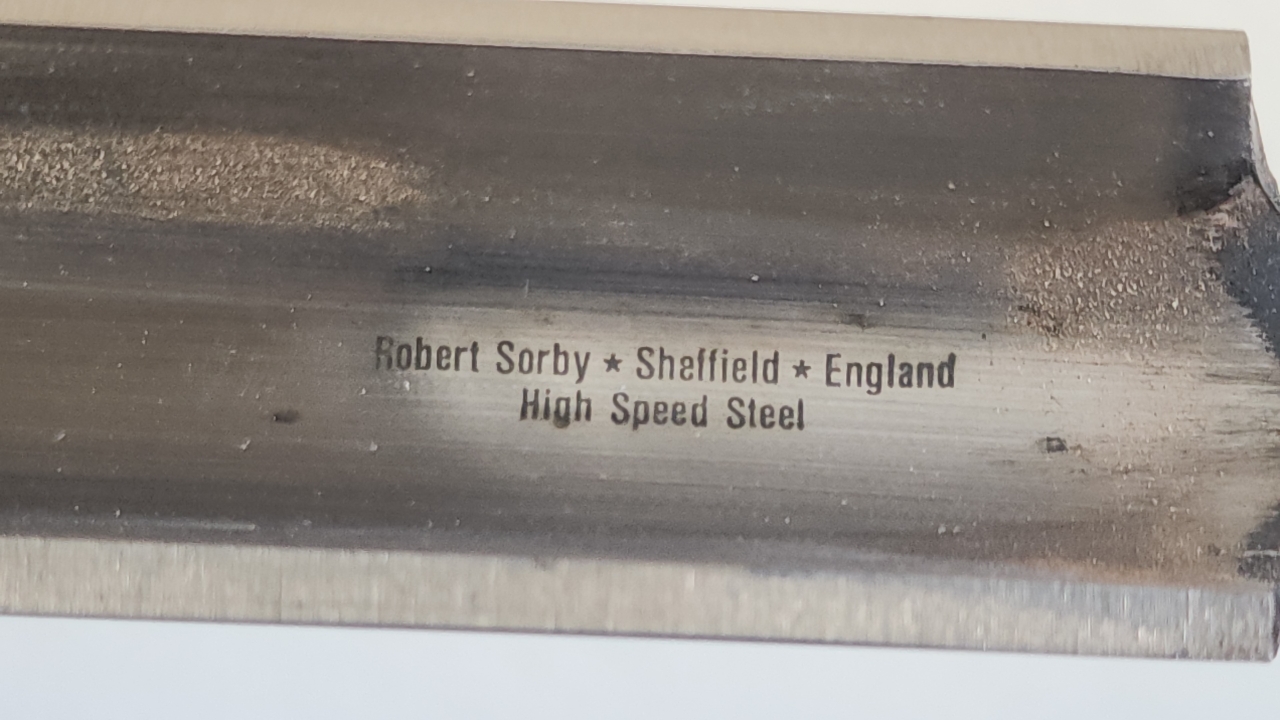 Robert Sorby ★ Sheffield ★ England
High Speed Steel